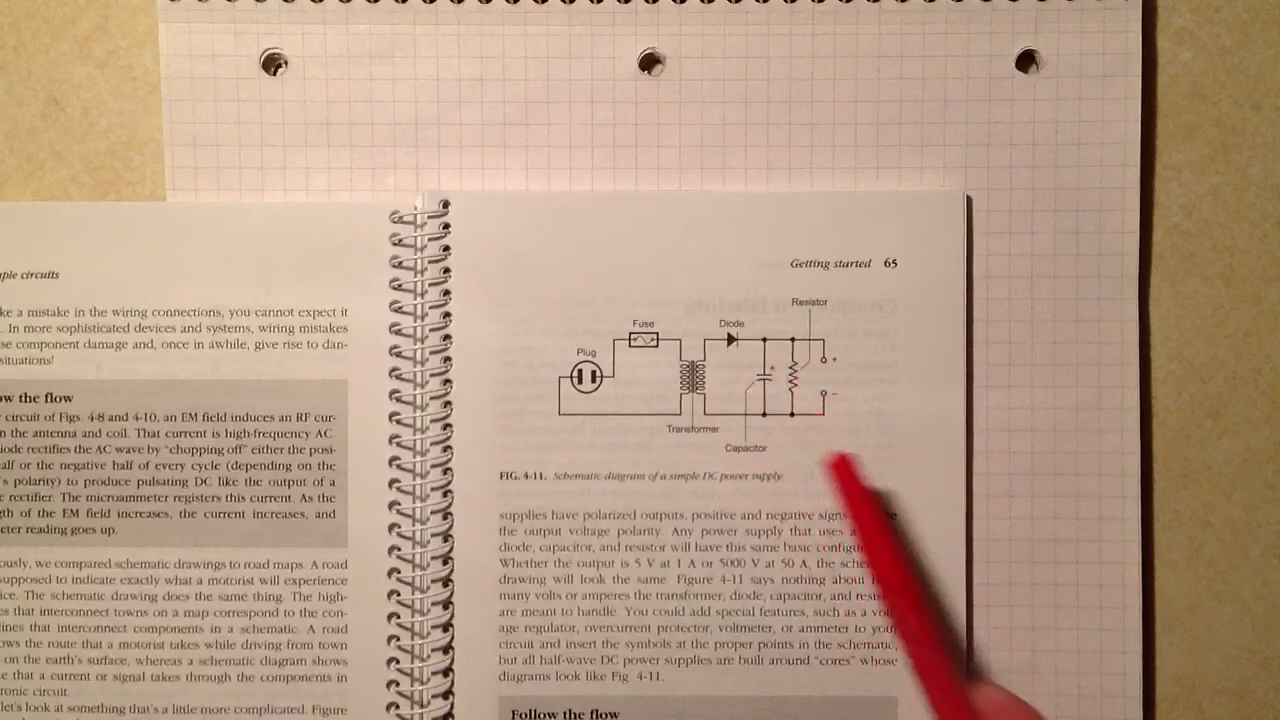 ple circuits
ke a mistake in the wiring connections, you cannot expect it
. In more sophisticated devices and systems, wiring mistakes
se component damage and, once in awhile, give rise to dan-
situations!
w the flow
circuit of Figs. 4-8 and 4-10, an EM field induces an RF cur-
n the antenna and coil. That current is high-frequency AC.
iode rectifies the AC wave by “chopping off” either the posi-
alf or the negative half of every cycle (depending on the
's polarity) to produce pulsating DC like the output of a
e rectifier. The microammeter registers this current. As the
gth of the EM field increases, the current increases, and
eter reading goes up.
ously, we compared schematic drawings to road maps. A road
supposed to indicate exactly what a motorist will experience
ice. The schematic drawing does the same thing. The high-
es that interconnect towns on a map correspond to the con-
lines that interconnect components in a schematic. A road
ows the route that a motorist takes while driving from town
on the earth's surface, whereas a schematic diagram shows
e that a current or signal takes through the components in
ronic circuit.
let's look at something that's a little more complicated. Figure
Getting started 65
Resistor
Fuse
Diode
Plug
+
+
−
Transformer
Capacitor
FIG. 4-11. Schematic diagram of a simple DC power supply
supplies have polarized outputs, positive and negative signs
the output voltage polarity. Any power supply that uses a
diode, capacitor, and resistor will have this same basic configu
Whether the output is 5 V at 1 A or 5000 V at 50 A, the sche
drawing will look the same. Figure 4-11 says nothing about
many volts or amperes the transformer, diode, capacitor, and resis
are meant to handle. You could add special features, such as a vol
age regulator, overcurrent protector, voltmeter, or ammeter to you
circuit and insert the symbols at the proper points in the schematic,
but all half-wave DC power supplies are built around “cores” whose
diagrams look like Fig. 4-11.
Follow the flow